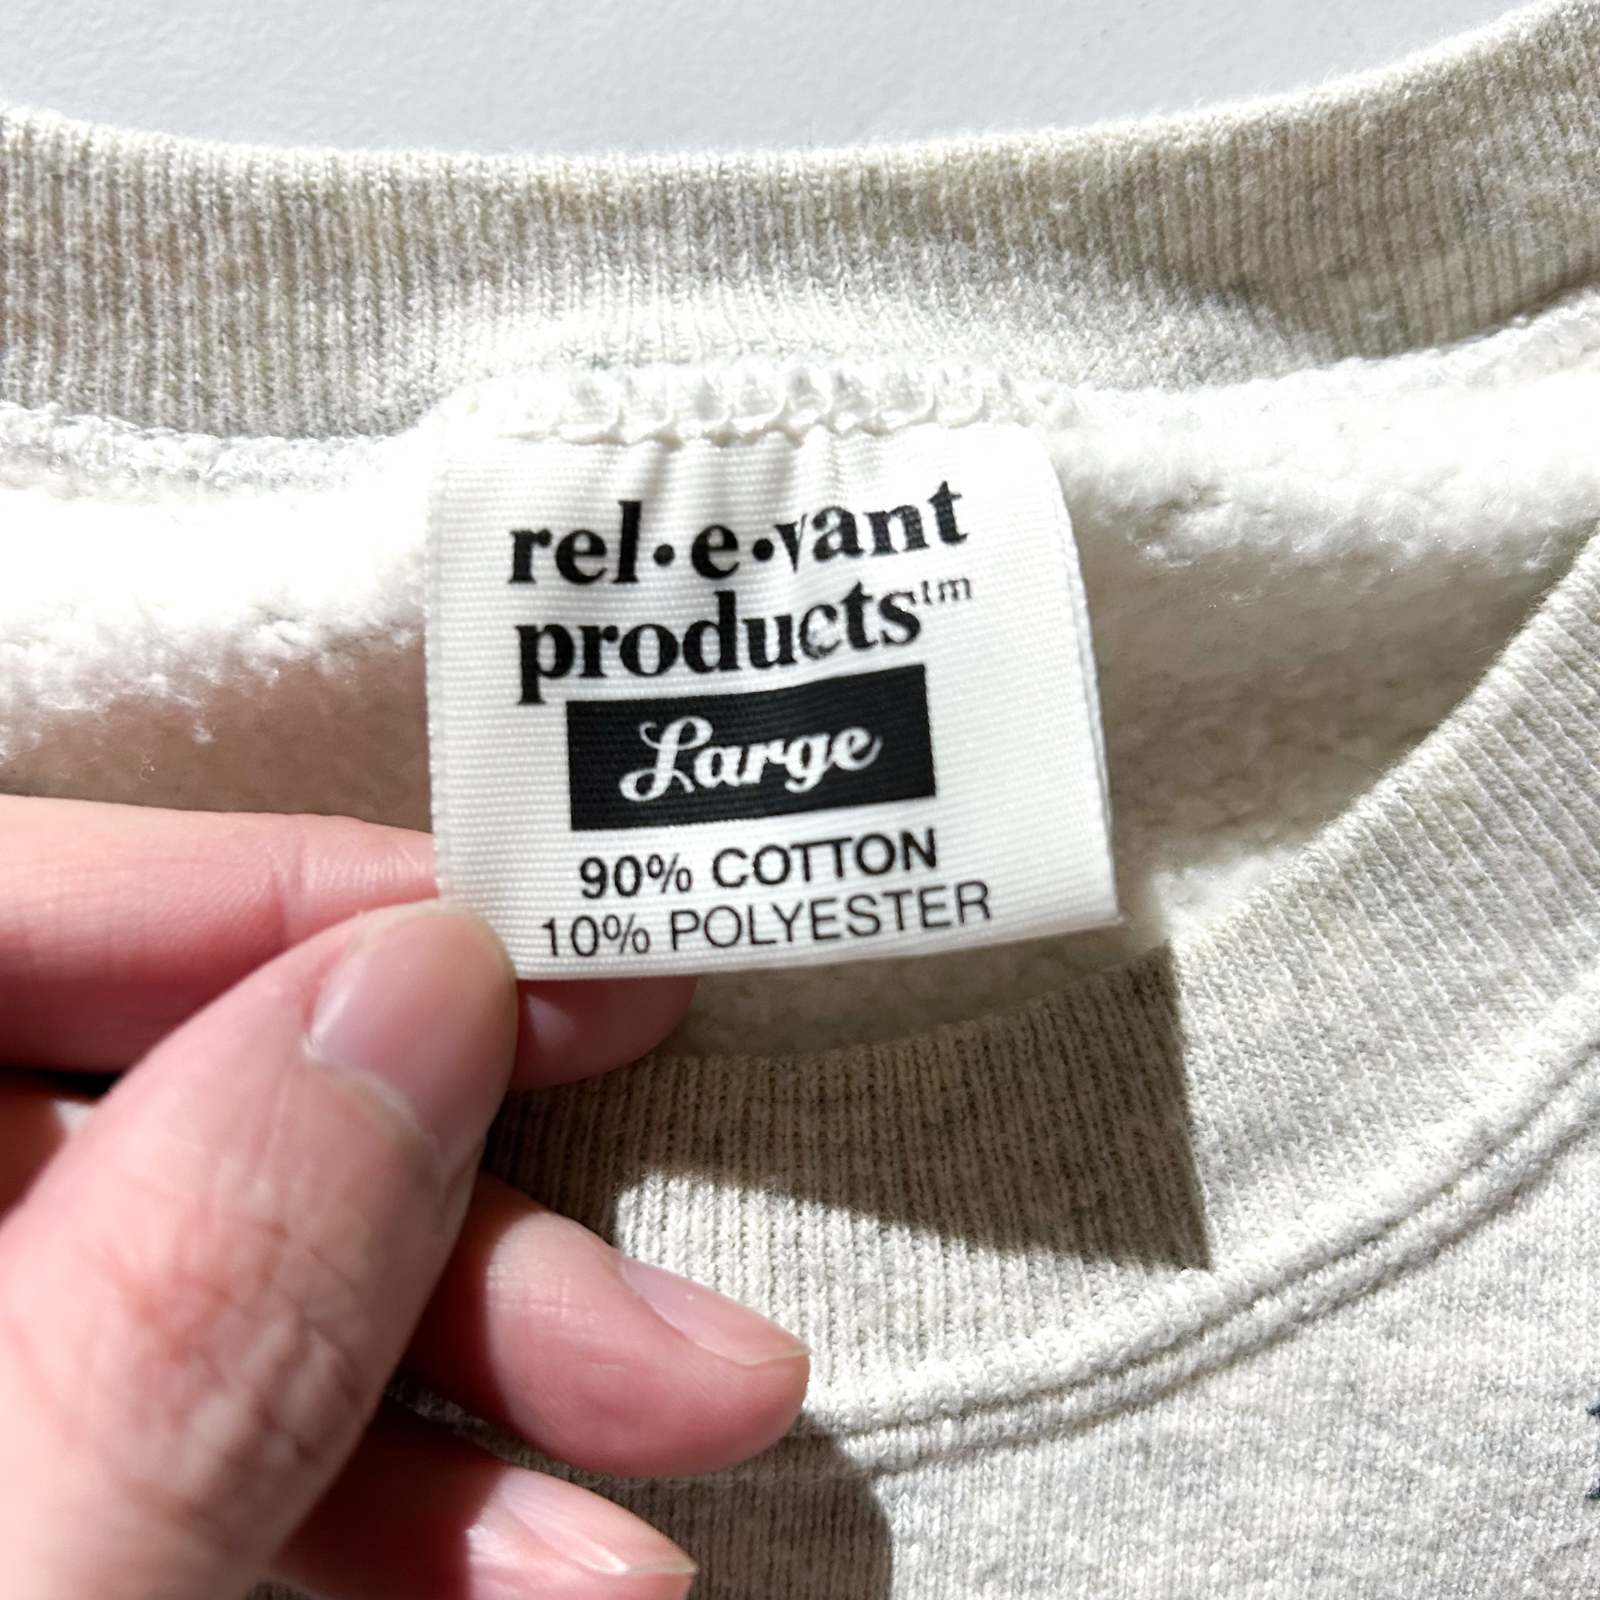 rel•e•vant
products™
Large
90% COTTON
10% POLYESTER